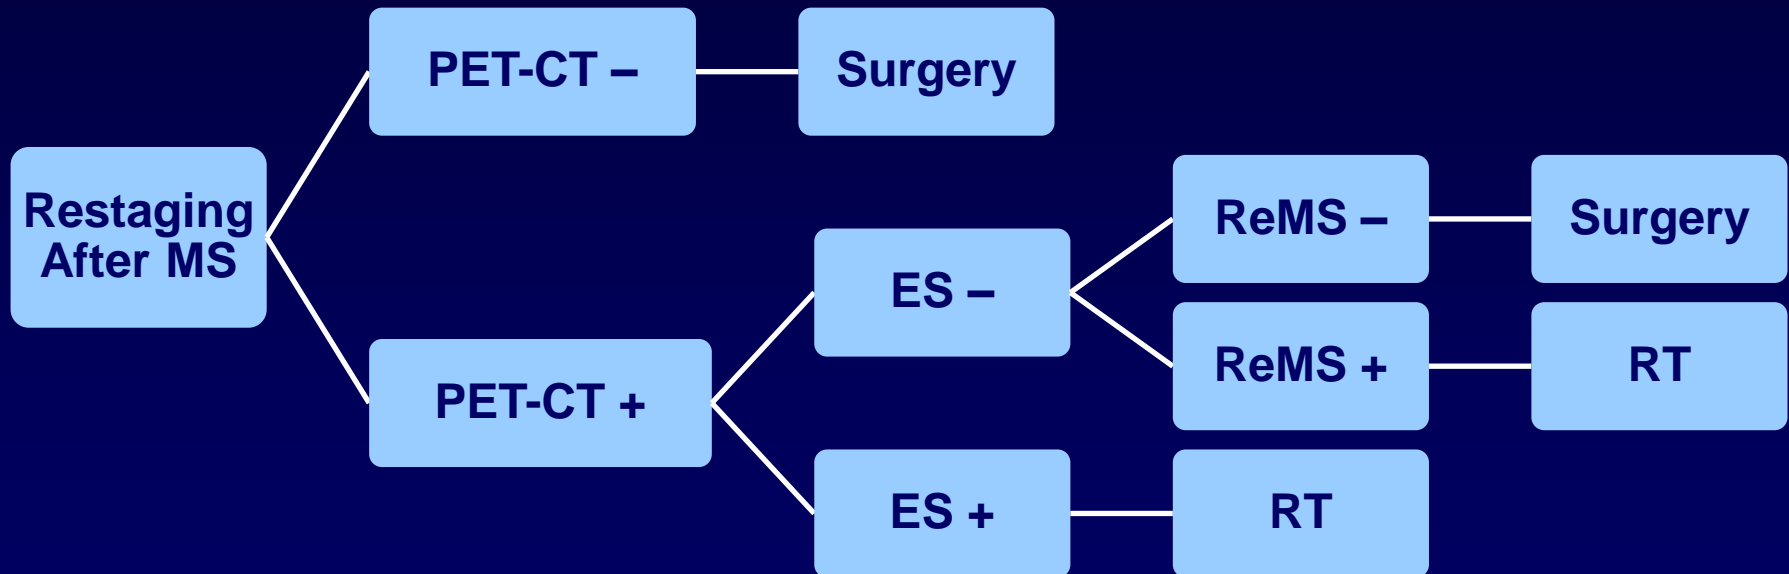 PET-CT –
Surgery
Restaging
After MS
ReMS –
Surgery
ES –
ReMS +
RT
PET-CT +
ES +
RT